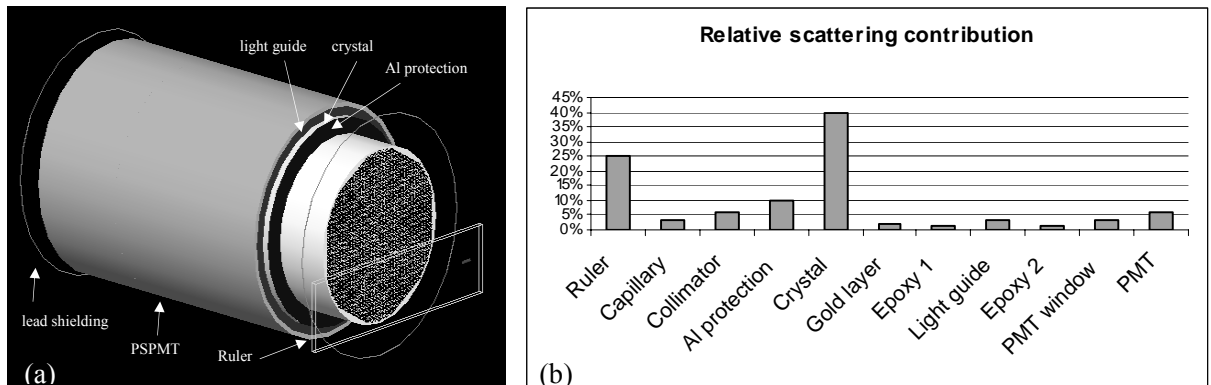 light guide
crystal
Al protection
lead shielding
PSPMT
Ruler
(a)
Relative scattering contribution
45%
40%
35%
30%
25%
20%
15%
10%
5%
0%
Ruler
Capillary
Collimator
Al protection
Crystal
Gold layer
Epoxy 1
Light guide
Epoxy 2
PMT window
PMT
(b)